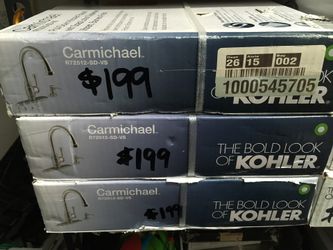 Carmichael.
R72512-SD-VS
$199
26 15 002
1000545705
Carmichael.
R72512-SD-VS
$199
THE BOLD LOOK
OF KOHLER
Carmichael.
R72512-SD-VS
$199
THE BOLD LOOK
OF KOHLER